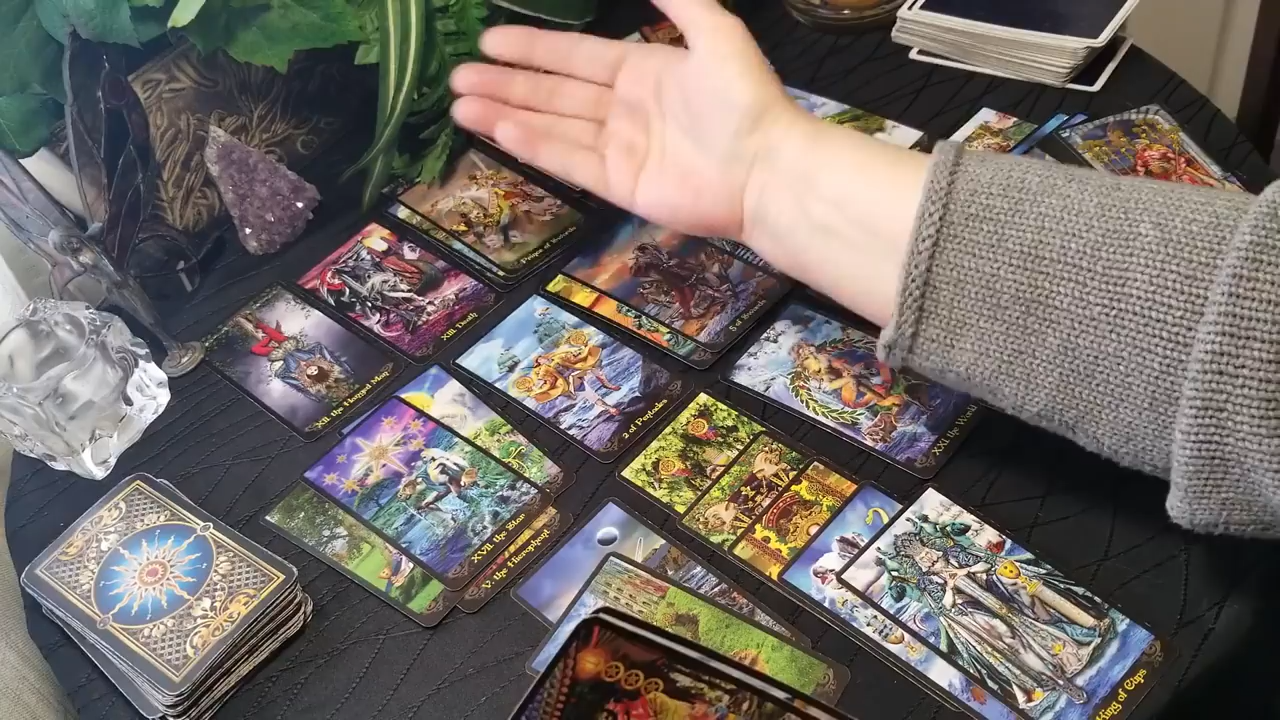 Prince of Swords
XIII. Death
5 of Swords
XII. the Hanged Man
2 of Pentacles
XXI. the World
XVII. the Star
V. the Hierophant
King of Cups